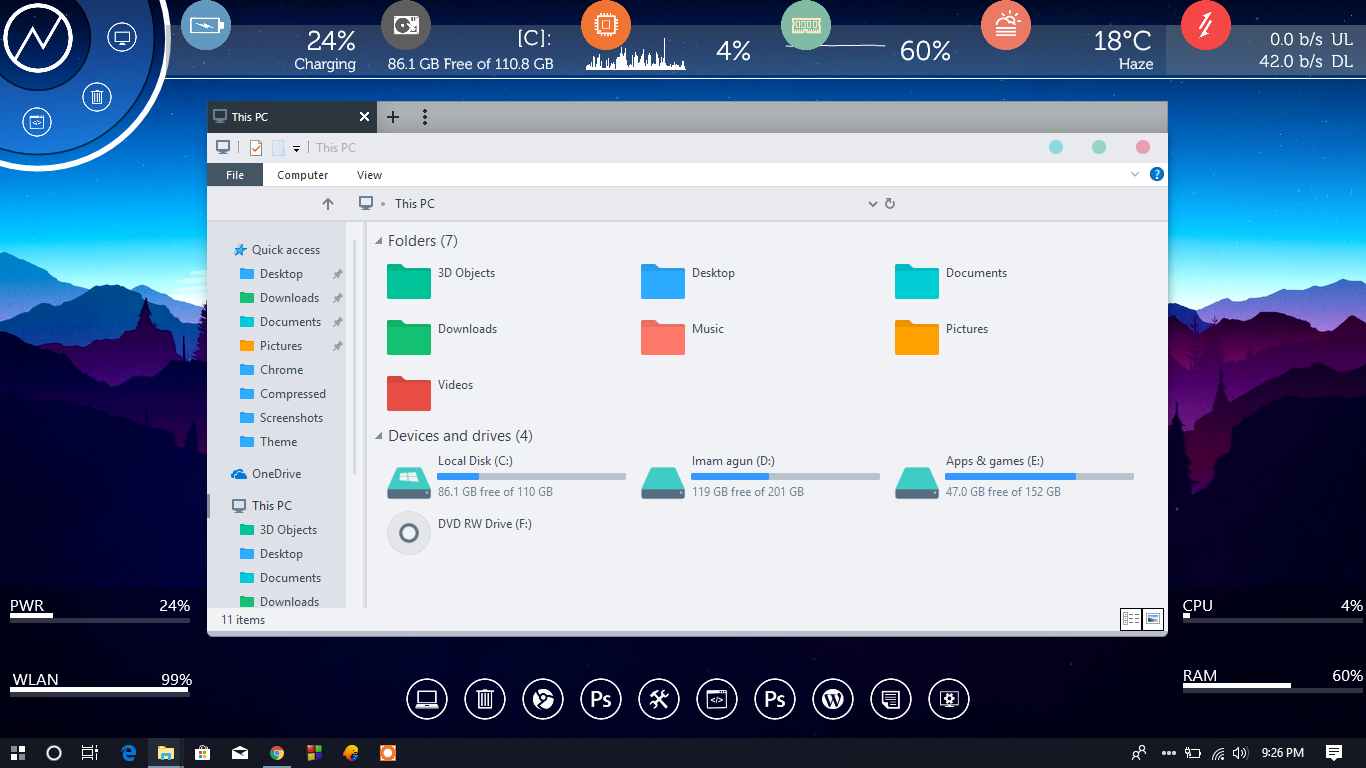 24%
Charging
[C]:
86.1 GB Free of 110.8 GB
4%
60%
18°C
Haze
0.0 b/s UL
42.0 b/s DL
This PC
This PC
File
Computer
View
?
This PC
Quick access
Desktop
Downloads
Documents
Pictures
Chrome
Compressed
Screenshots
Theme
OneDrive
This PC
3D Objects
Desktop
Documents
Downloads
Folders (7)
3D Objects
Desktop
Documents
Downloads
Music
Pictures
Videos
Devices and drives (4)
Local Disk (C:)
86.1 GB free of 110 GB
Imam agun (D:)
119 GB free of 201 GB
Apps & games (E:)
47.0 GB free of 152 GB
DVD RW Drive (F:)
11 items
PWR 24%
WLAN 99%
CPU 4%
RAM 60%
Ps
</>
Ps
9:26 PM